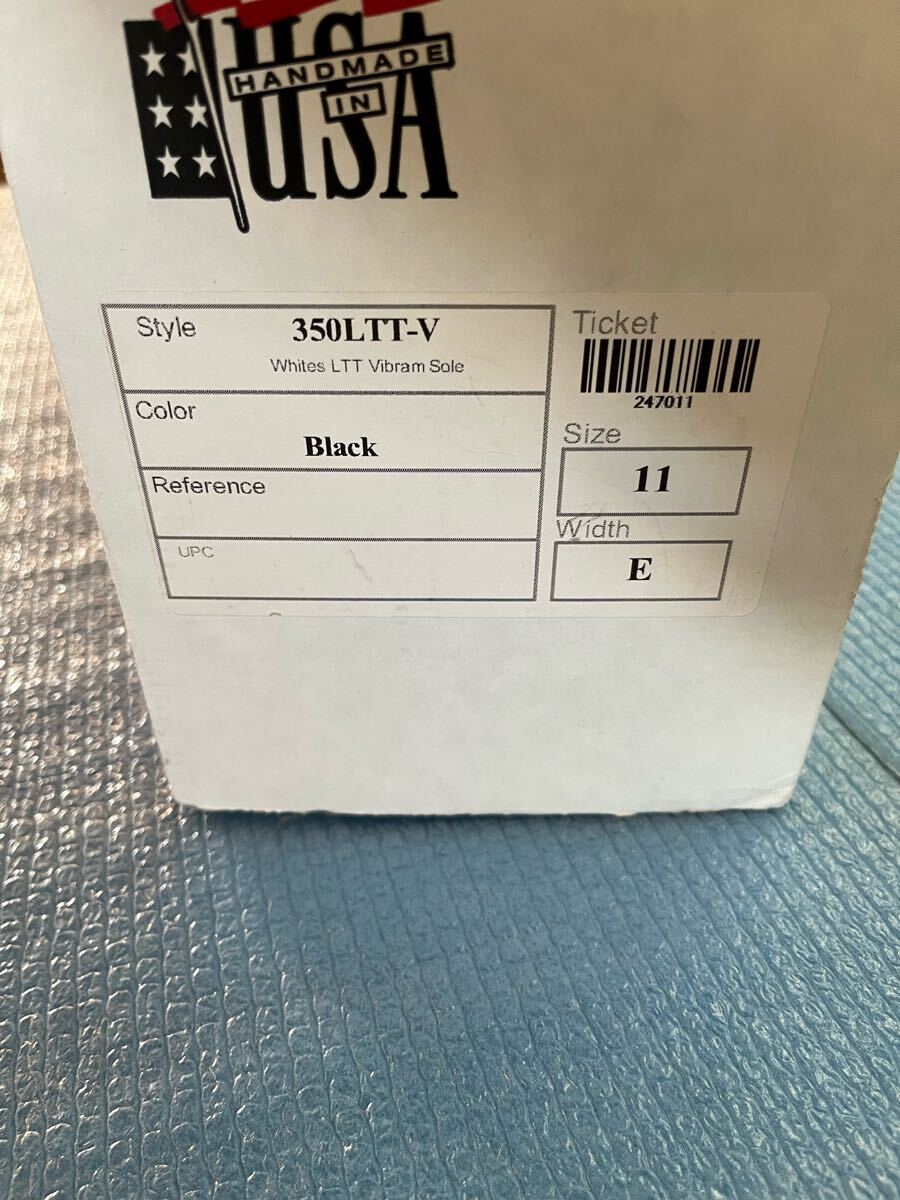 USA
HANDMADE
IN
Style 350LTT-V
Whites LTT Vibram Sole
Color
Black
Reference
UPC
Ticket
247011
Size
11
Width
E